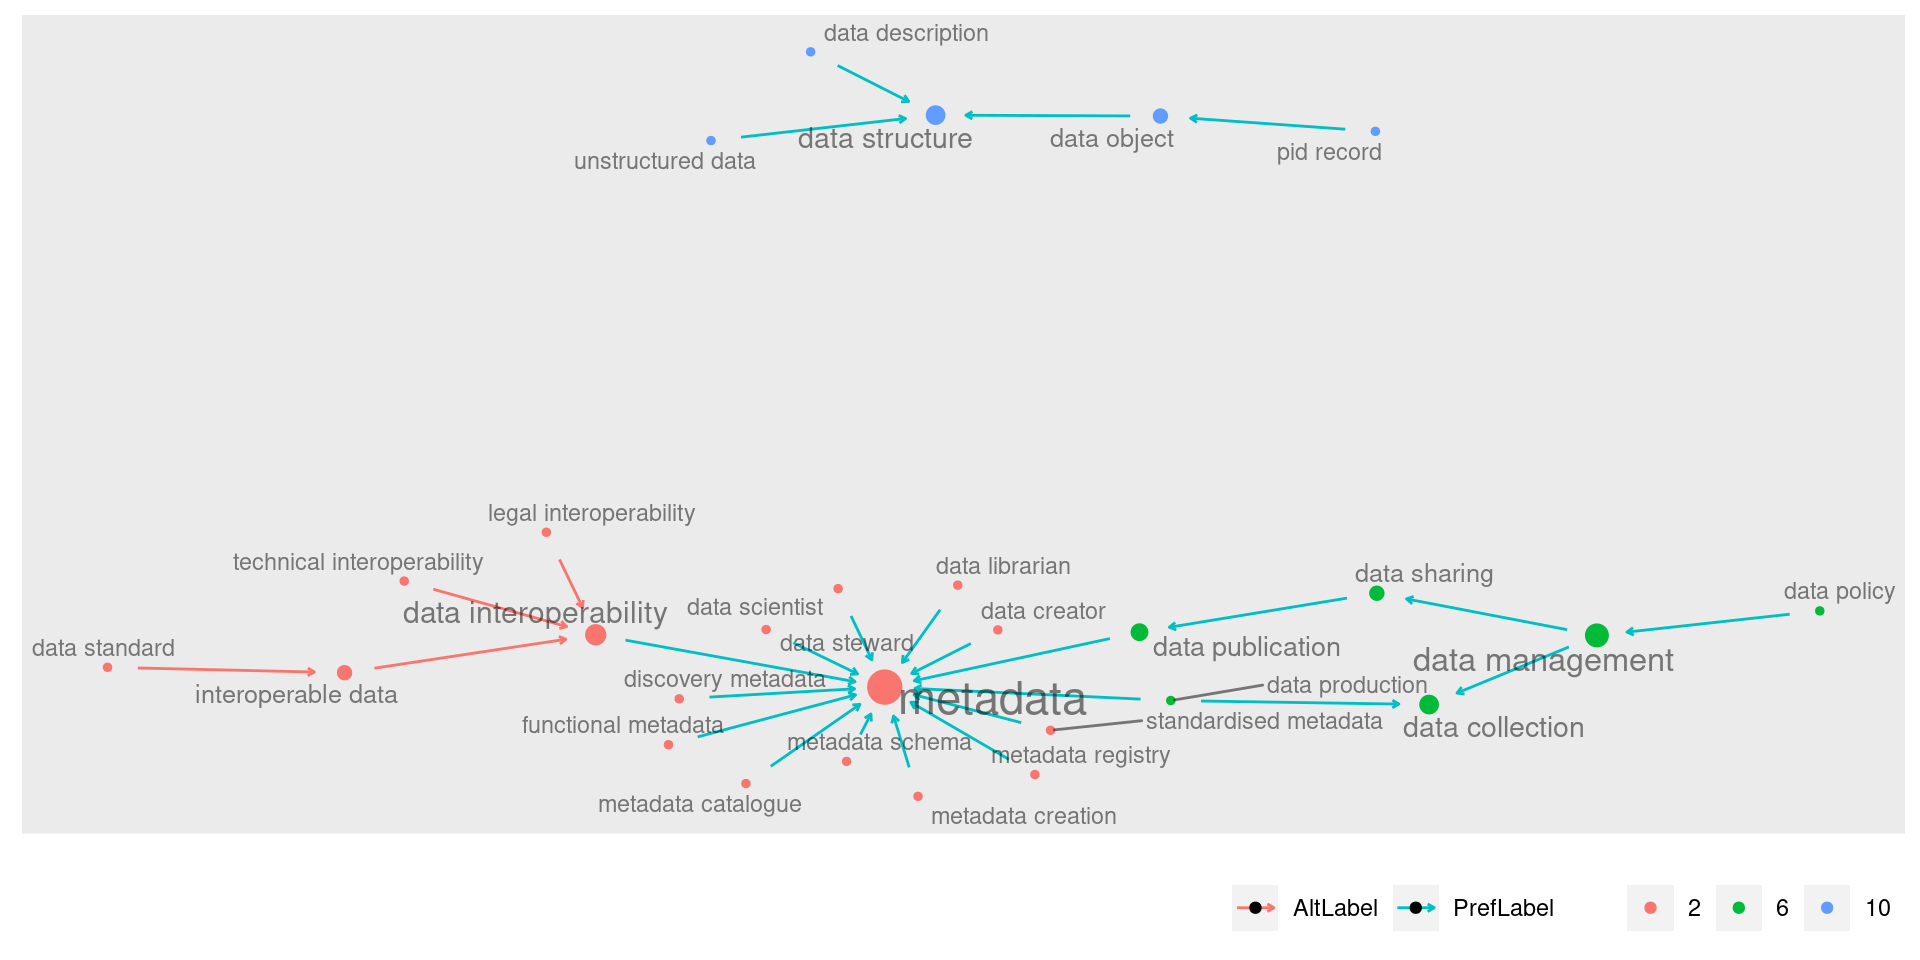 data description
data structure
data object
pid record
unstructured data
legal interoperability
technical interoperability
data librarian
data sharing
data policy
data interoperability
data scientist
data creator
data steward
data standard
data publication
data management
discovery metadata
interoperable data
metadata
data production
functional metadata
standardised metadata
data collection
metadata schema
metadata registry
metadata catalogue
metadata creation
AltLabel
PrefLabel
2
6
10